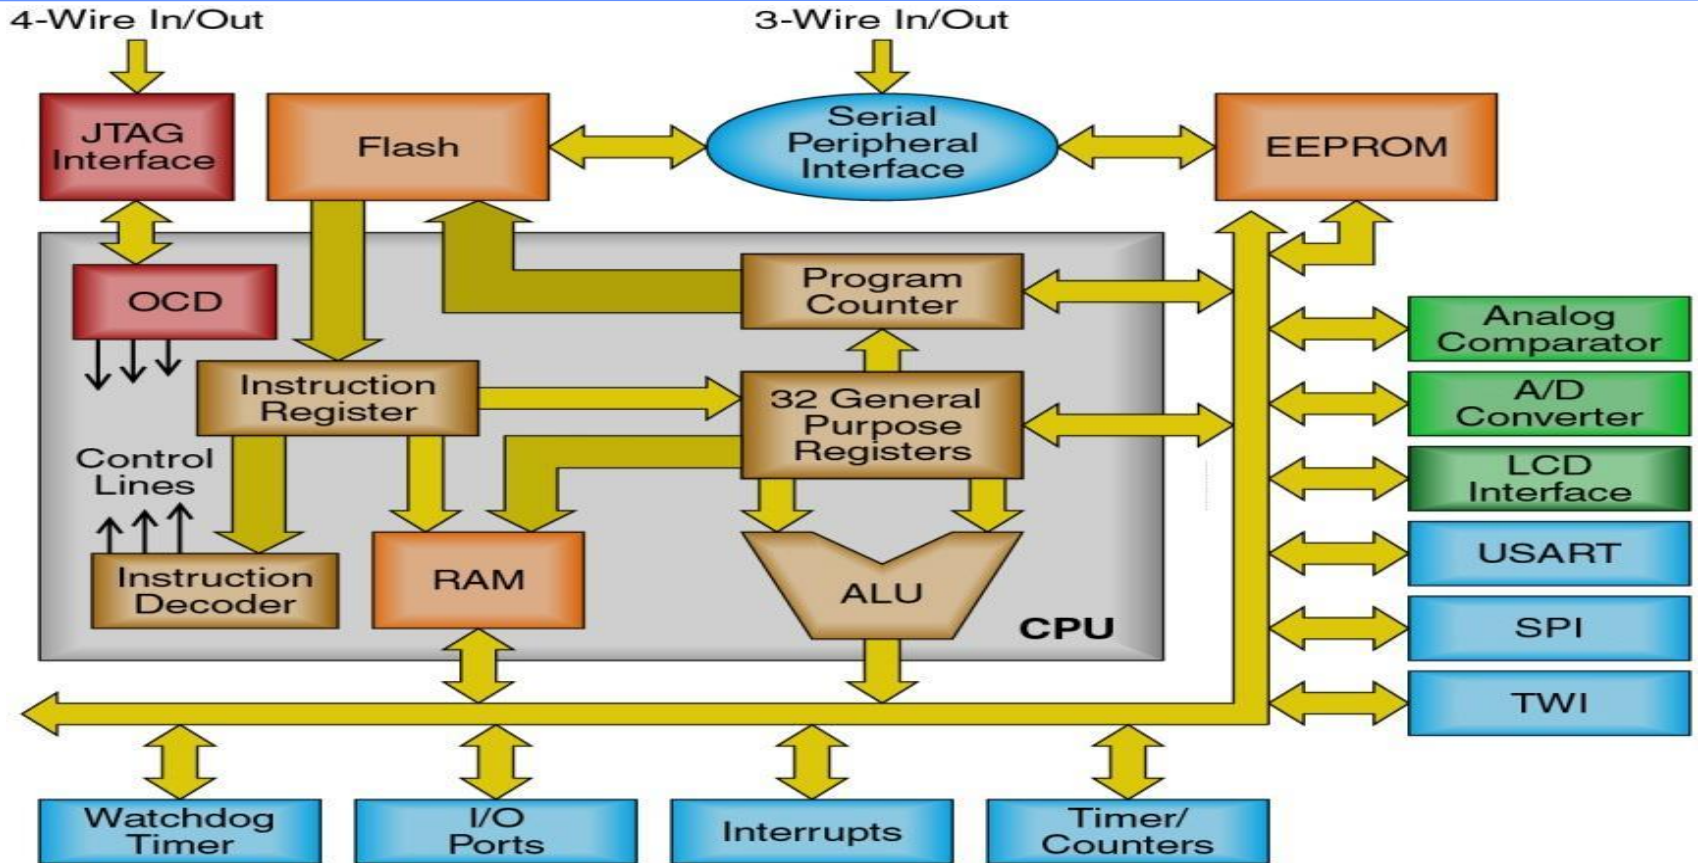 4-Wire In/Out
3-Wire In/Out
JTAG
Interface
Flash
Serial
Peripheral
Interface
EEPROM
OCD
Program
Counter
Analog
Comparator
Instruction
Register
32 General
Purpose
Registers
A/D
Converter
Control
Lines
LCD
Interface
Instruction
Decoder
RAM
ALU
CPU
USART
SPI
TWI
Watchdog
Timer
I/O
Ports
Interrupts
Timer/
Counters